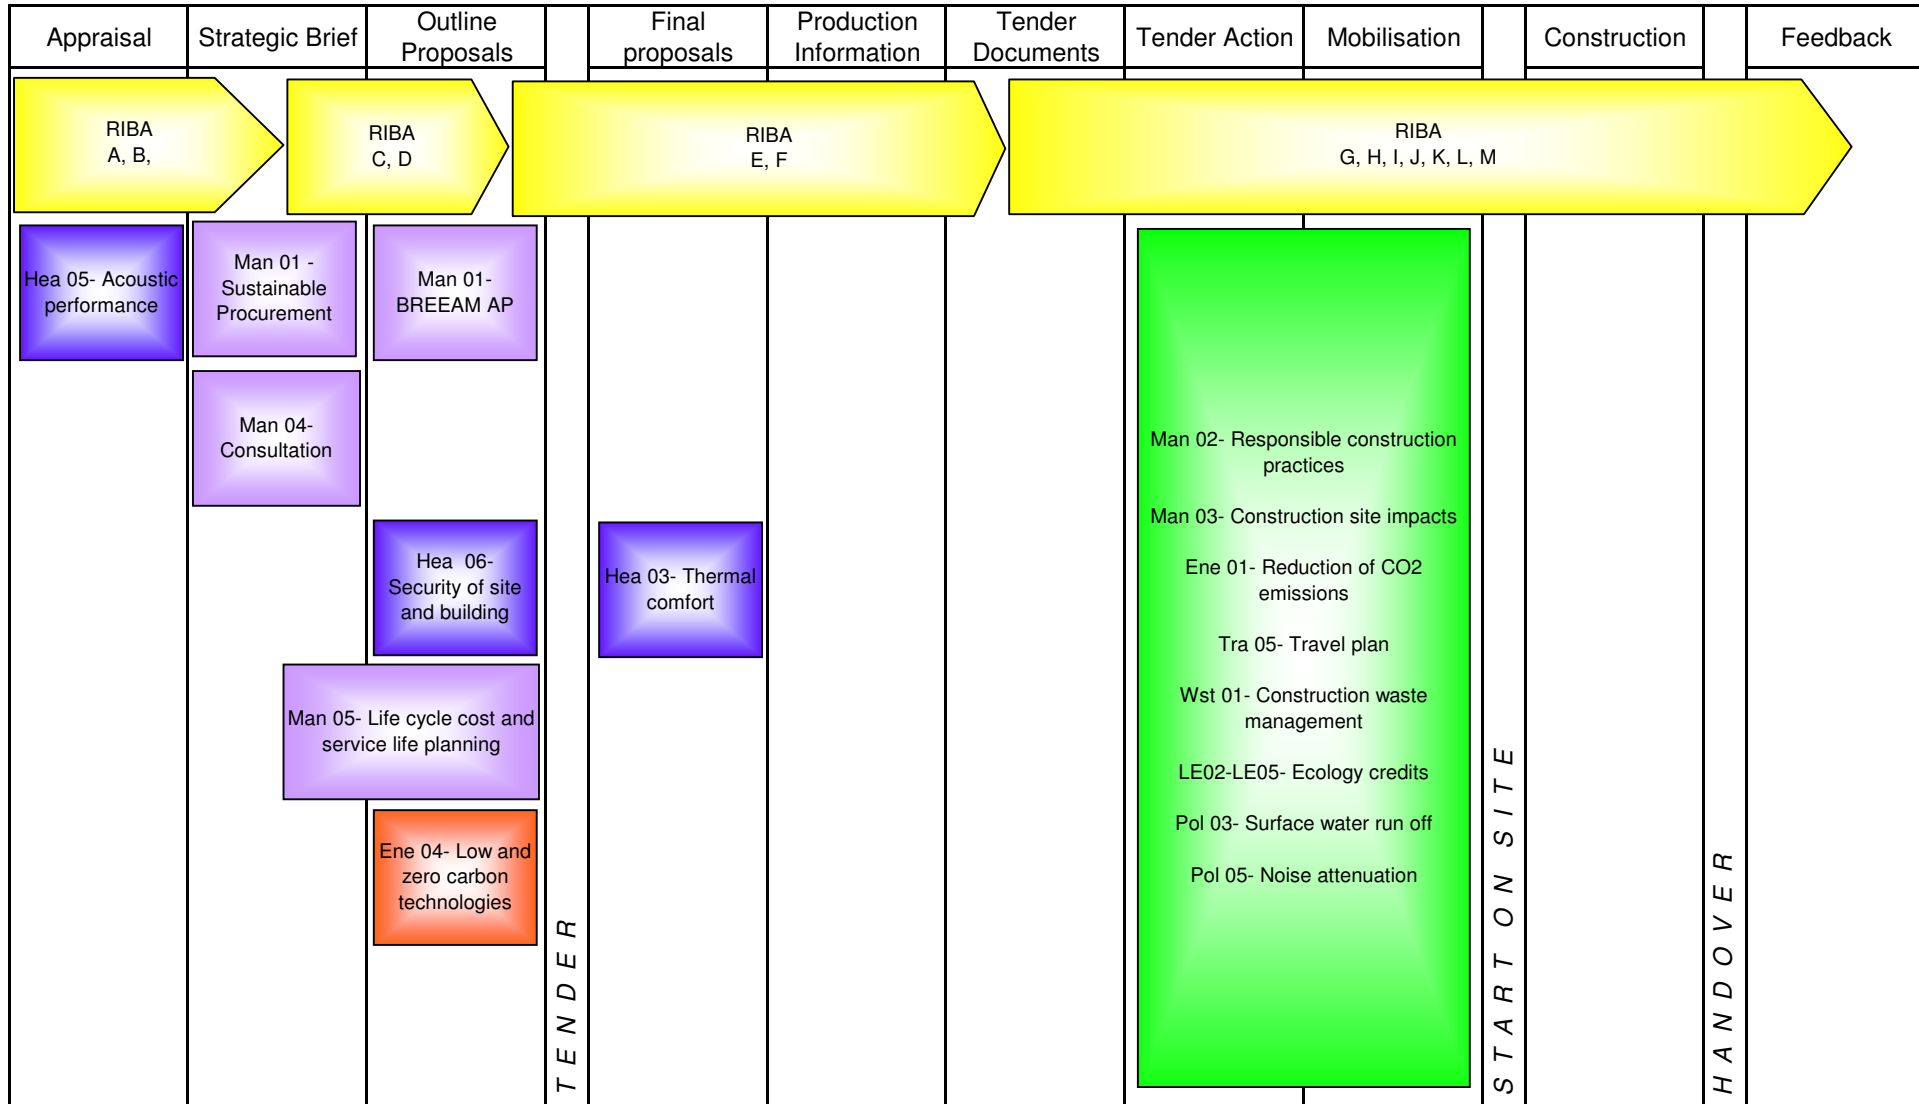 Appraisal
Strategic Brief
Outline
Proposals
Final
proposals
Production
Information
Tender
Documents
Tender Action
Mobilisation
Construction
Feedback
RIBA
A, B,
RIBA
C, D
RIBA
E, F
RIBA
G, H, I, J, K, L, M
Hea 05- Acoustic
performance
Man 01 -
Sustainable
Procurement
Man 01-
BREEAM AP
Man 04-
Consultation
Hea  06-
Security of site
and building
Hea 03- Thermal
comfort
Man 05- Life cycle cost and
service life planning
Ene 04- Low and
zero carbon
technologies
Man 02- Responsible construction
practices
Man 03- Construction site impacts
Ene 01- Reduction of CO2
emissions
Tra 05- Travel plan
Wst 01- Construction waste
management
LE02-LE05- Ecology credits
Pol 03- Surface water run off
Pol 05- Noise attenuation
TENDER
START ON SITE
HANDOVER